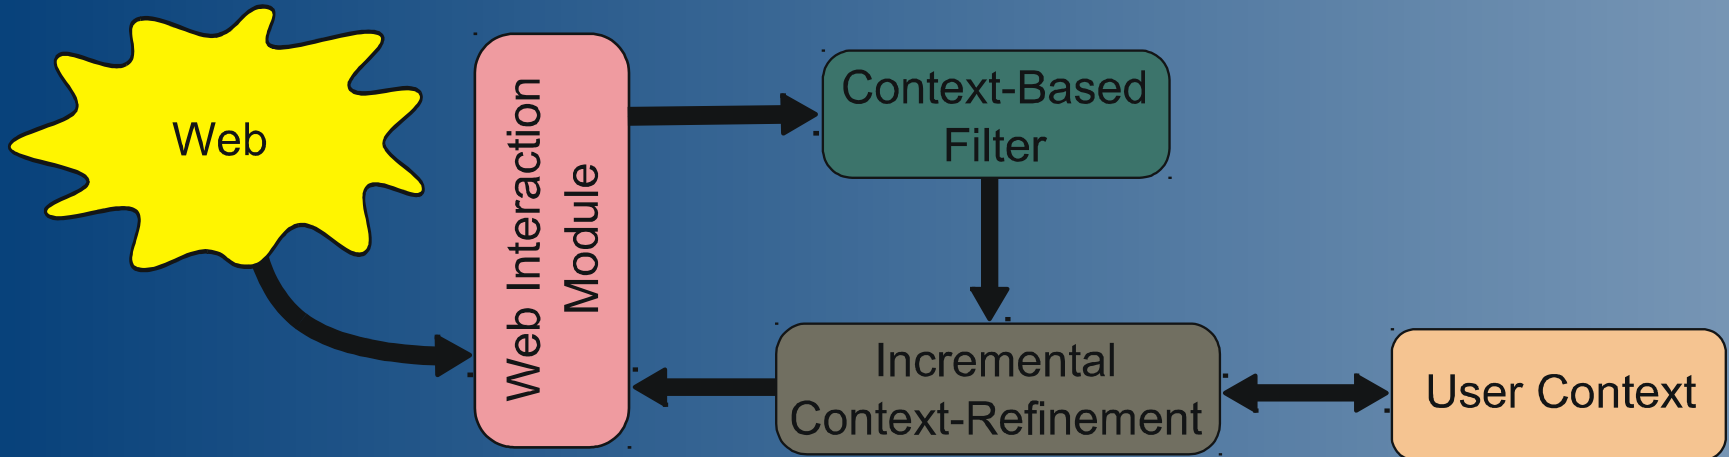 Web
Web Interaction
Module
Context-Based
Filter
Incremental
Context-Refinement
User Context